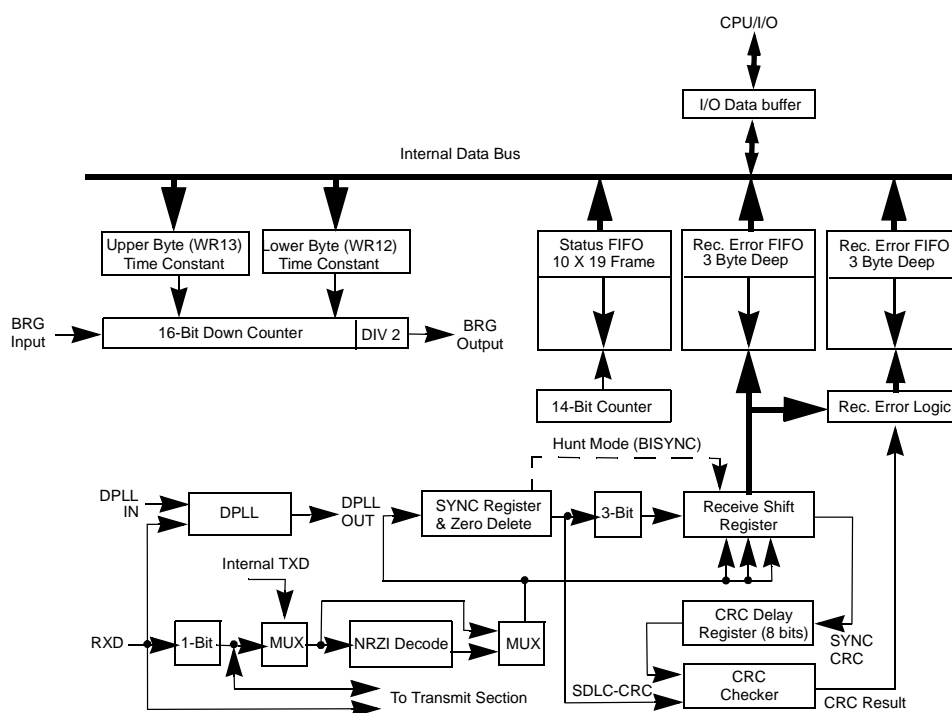 CPU/I/O
I/O Data buffer
Internal Data Bus
Upper Byte (WR13)
Time Constant
Lower Byte (WR12)
Time Constant
Status FIFO
10 X 19 Frame
Rec. Error FIFO
3 Byte Deep
Rec. Error FIFO
3 Byte Deep
BRG
Input
16-Bit Down Counter
DIV 2
BRG
Output
14-Bit Counter
Rec. Error Logic
Hunt Mode (BISYNC)
DPLL
IN
DPLL
DPLL
OUT
SYNC Register
& Zero Delete
3-Bit
Receive Shift
Register
Internal TXD
RXD
1-Bit
MUX
NRZI Decode
MUX
CRC Delay
Register (8 bits)
SYNC
CRC
To Transmit Section
SDLC-CRC
CRC
Checker
CRC Result